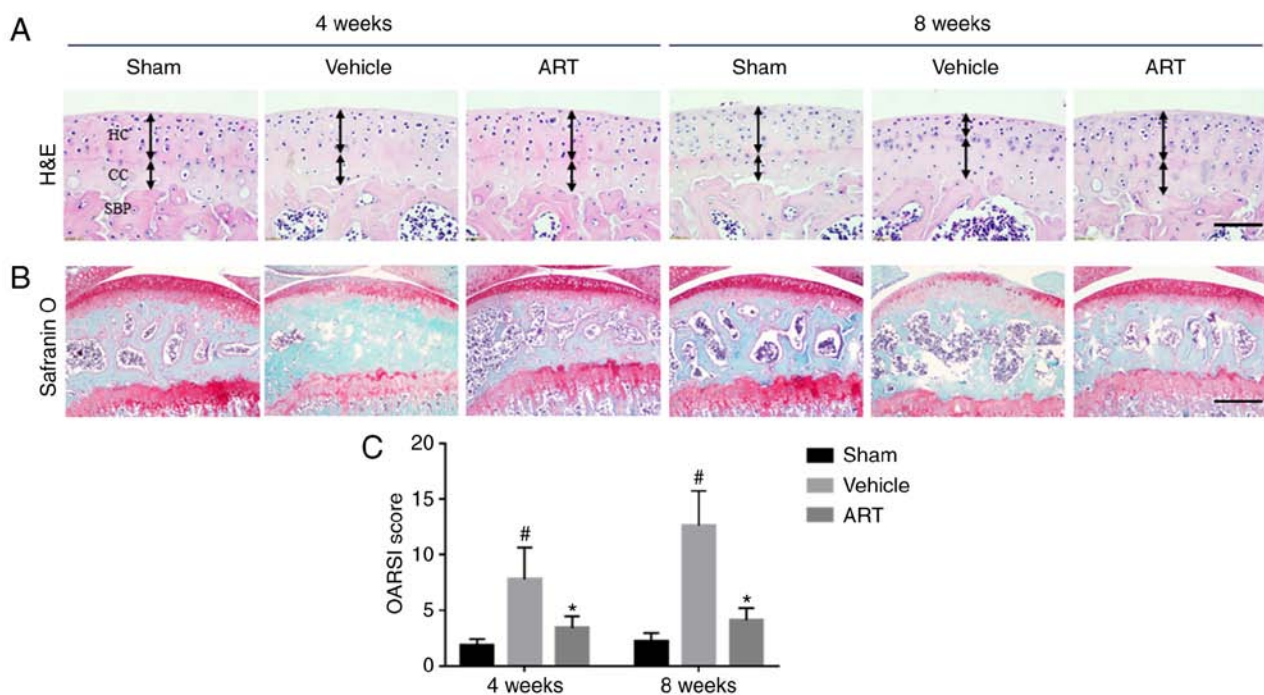 A
4 weeks
8 weeks
Sham
Vehicle
ART
Sham
Vehicle
ART
H&E
HC
CC
SBP
B
Safranin O
C
OARSI score
20
15
10
5
0
#
*
#
*
4 weeks
8 weeks
Sham
Vehicle
ART